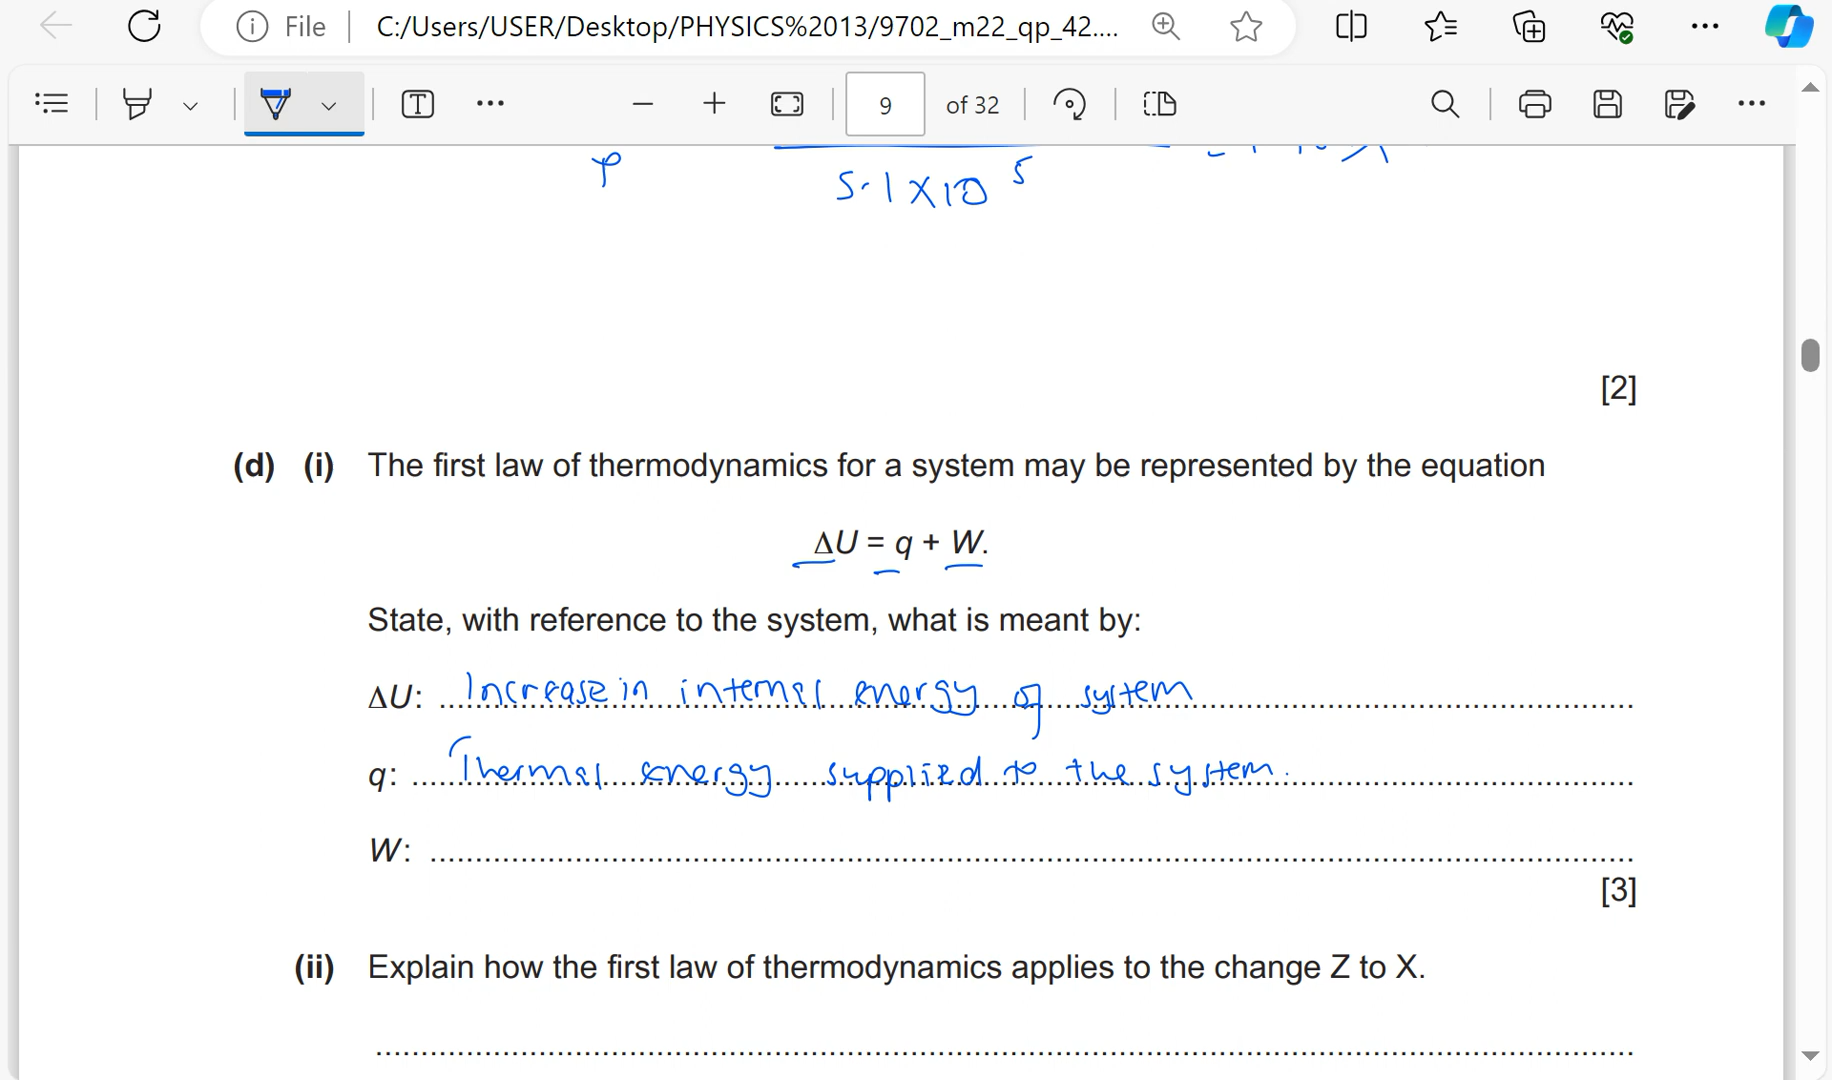 File
C:/Users/USER/Desktop/PHYSICS%2013/9702_m22_qp_42....
9 of 32
5.1 X 10 5
[2]
(d) (i) The first law of thermodynamics for a system may be represented by the equation
ΔU = q + W.
State, with reference to the system, what is meant by:
ΔU: Increase in internal energy of system
q: Thermal energy supplied to the system.
W:
[3]
(ii) Explain how the first law of thermodynamics applies to the change Z to X.